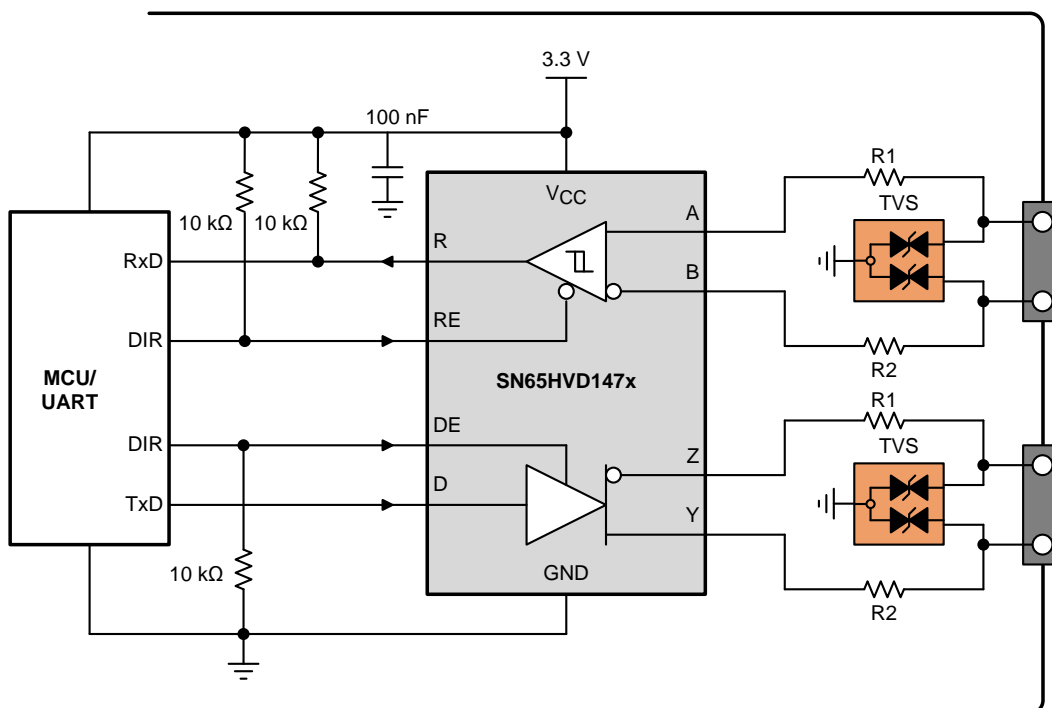 3.3 V
100 nF
10 kΩ
10 kΩ
VCC
R1
TVS
A
B
R
RxD
RE
DIR
R2
MCU/
UART
SN65HVD147x
R1
TVS
DIR
DE
Z
TxD
D
Y
10 kΩ
GND
R2